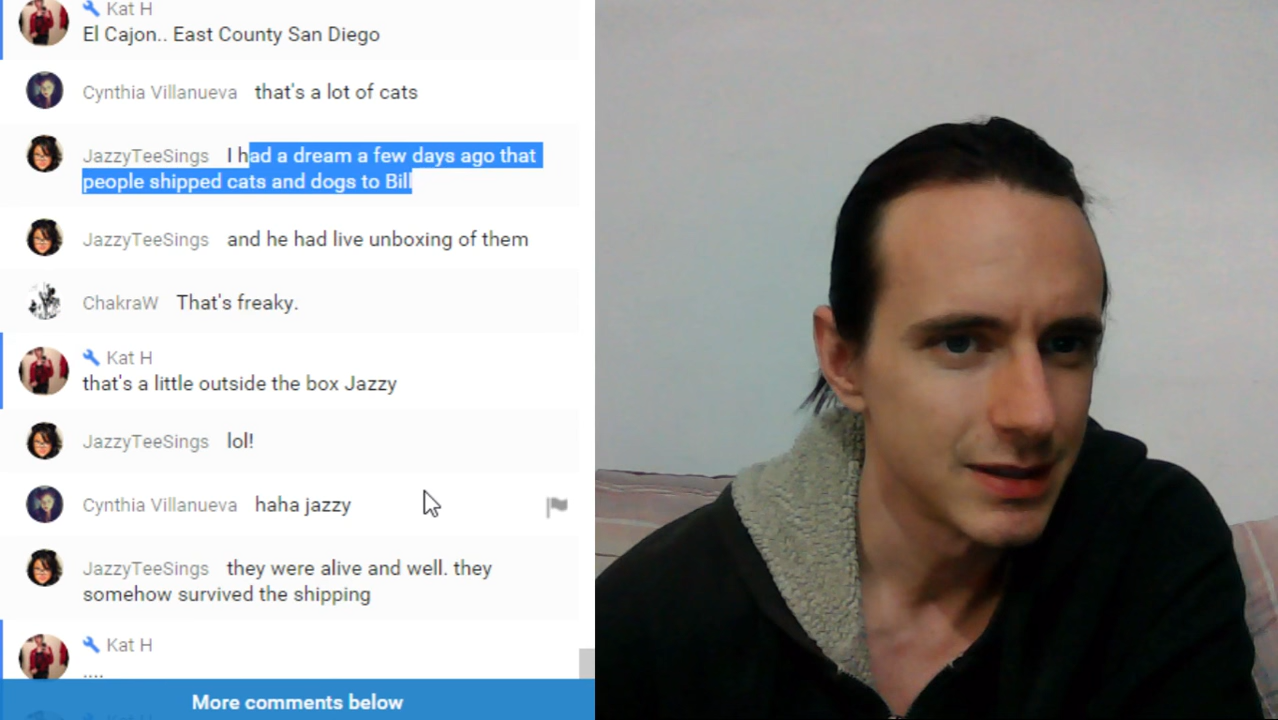 Kat H
El Cajon.. East County San Diego
Cynthia Villanueva that's a lot of cats
JazzyTeeSings I had a dream a few days ago that
people shipped cats and dogs to Bill
JazzyTeeSings and he had live unboxing of them
ChakraW That's freaky.
Kat H
that's a little outside the box Jazzy
JazzyTeeSings lol!
Cynthia Villanueva haha jazzy
JazzyTeeSings they were alive and well. they
somehow survived the shipping
Kat H
....
More comments below
Kat H